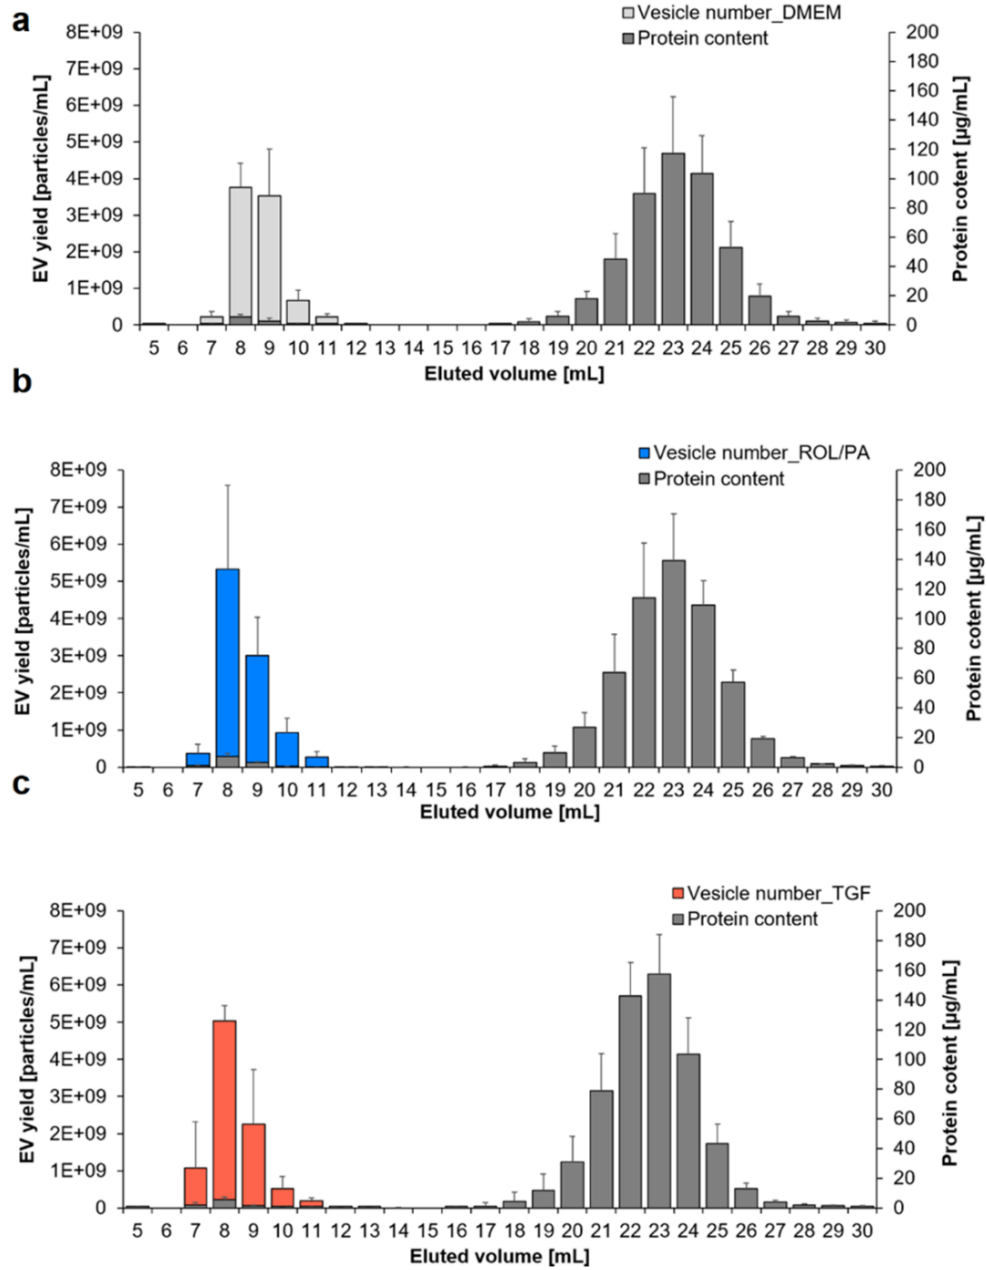 a
Vesicle number_DMEM
Protein content
8E+09
7E+09
6E+09
5E+09
4E+09
3E+09
2E+09
1E+09
0
EV yield [particles/mL]
200
180
160
140
120
100
80
60
40
20
0
Protein cotent [µg/mL]
5 6 7 8 9 10 11 12 13 14 15 16 17 18 19 20 21 22 23 24 25 26 27 28 29 30
Eluted volume [mL]
b
Vesicle number_ROL/PA
Protein content
8E+09
7E+09
6E+09
5E+09
4E+09
3E+09
2E+09
1E+09
0
EV yield [particles/mL]
200
180
160
140
120
100
80
60
40
20
0
Protein cotent [µg/mL]
5 6 7 8 9 10 11 12 13 14 15 16 17 18 19 20 21 22 23 24 25 26 27 28 29 30
Eluted volume [mL]
c
Vesicle number_TGF
Protein content
8E+09
7E+09
6E+09
5E+09
4E+09
3E+09
2E+09
1E+09
0
EV yield [particles/mL]
200
180
160
140
120
100
80
60
40
20
0
Protein cotent [µg/mL]
5 6 7 8 9 10 11 12 13 14 15 16 17 18 19 20 21 22 23 24 25 26 27 28 29 30
Eluted volume [mL]